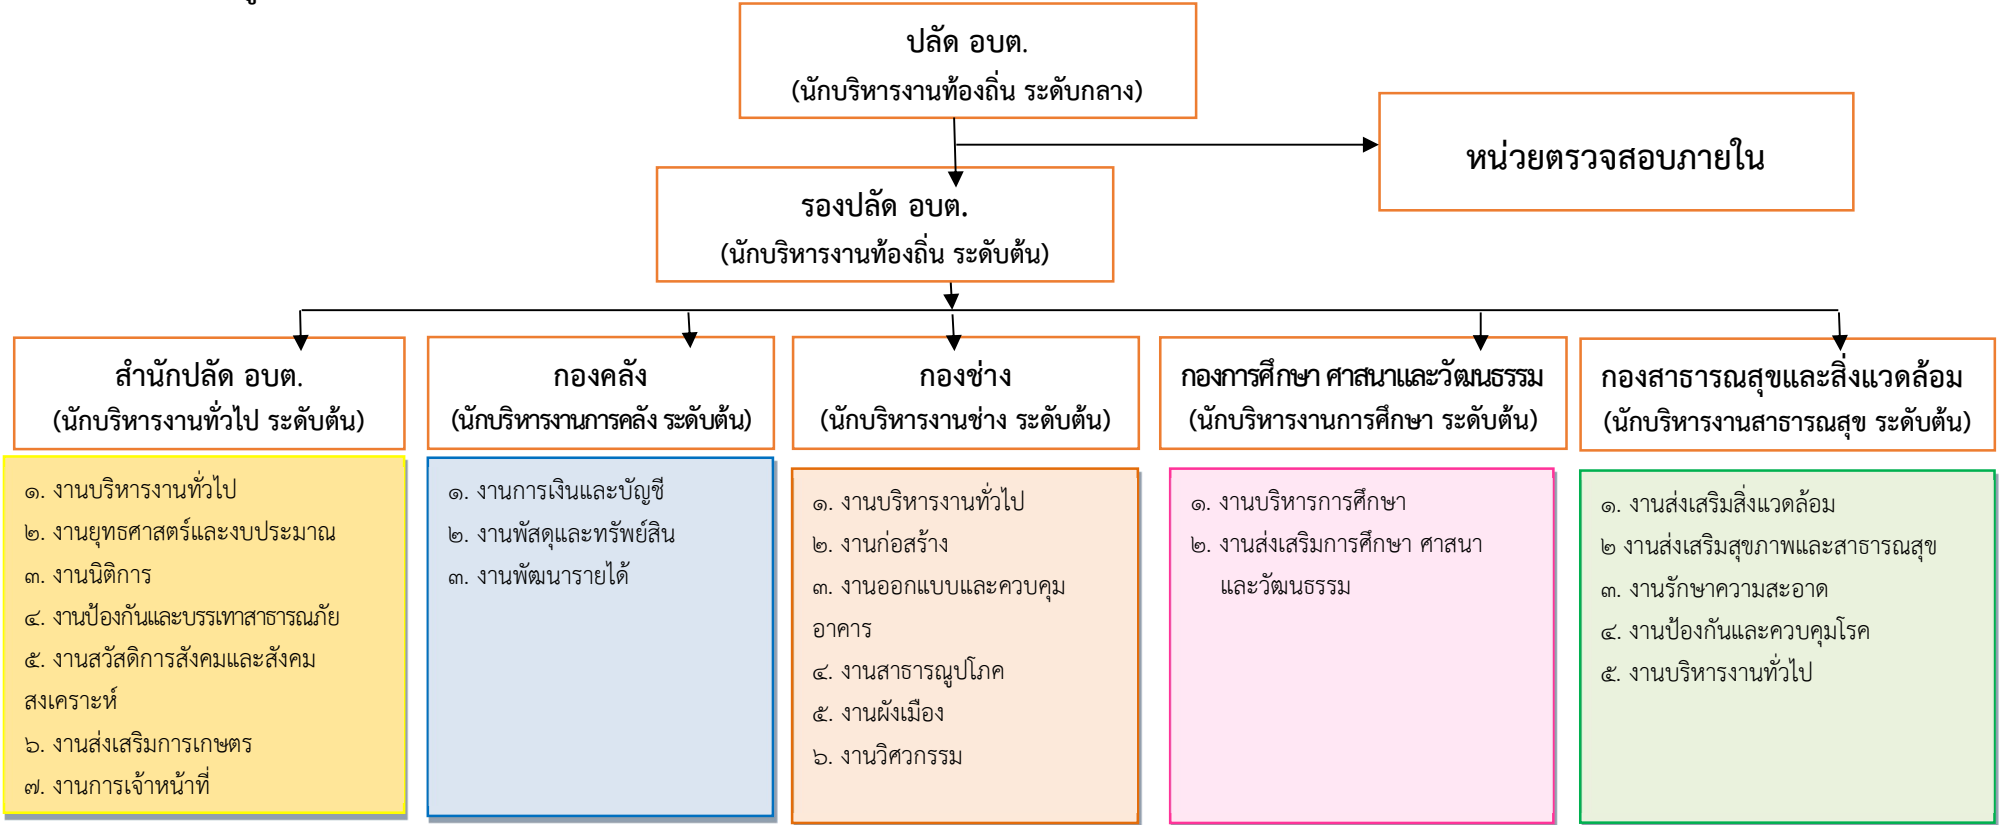 ปลัด อบต.
(นักบริหารงานท้องถิ่น ระดับกลาง)
หน่วยตรวจสอบภายใน
รองปลัด อบต.
(นักบริหารงานท้องถิ่น ระดับต้น)
สำนักปลัด อบต.
(นักบริหารงานทั่วไป ระดับต้น)
กองคลัง
(นักบริหารงานการคลัง ระดับต้น)
กองช่าง
(นักบริหารงานช่าง ระดับต้น)
กองการศึกษา ศาสนาและวัฒนธรรม
(นักบริหารงานการศึกษา ระดับต้น)
กองสาธารณสุขและสิ่งแวดล้อม
(นักบริหารงานสาธารณสุข ระดับต้น)
๑. งานบริหารงานทั่วไป
๒. งานยุทธศาสตร์และงบประมาณ
๓. งานนิติการ
๔. งานป้องกันและบรรเทาสาธารณภัย
๕. งานสวัสดิการสังคมและสังคม
สงเคราะห์
๖. งานส่งเสริมการเกษตร
๗. งานการเจ้าหน้าที่
๑. งานการเงินและบัญชี
๒. งานพัสดุและทรัพย์สิน
๓. งานพัฒนารายได้
๑. งานบริหารงานทั่วไป
๒. งานก่อสร้าง
๓. งานออกแบบและควบคุม
อาคาร
๔. งานสาธารณูปโภค
๕. งานผังเมือง
๖. งานวิศวกรรม
๑. งานบริหารการศึกษา
๒. งานส่งเสริมการศึกษา ศาสนา
และวัฒนธรรม
๑. งานส่งเสริมสิ่งแวดล้อม
๒ งานส่งเสริมสุขภาพและสาธารณสุข
๓. งานรักษาความสะอาด
๔. งานป้องกันและควบคุมโรค
๕. งานบริหารงานทั่วไป